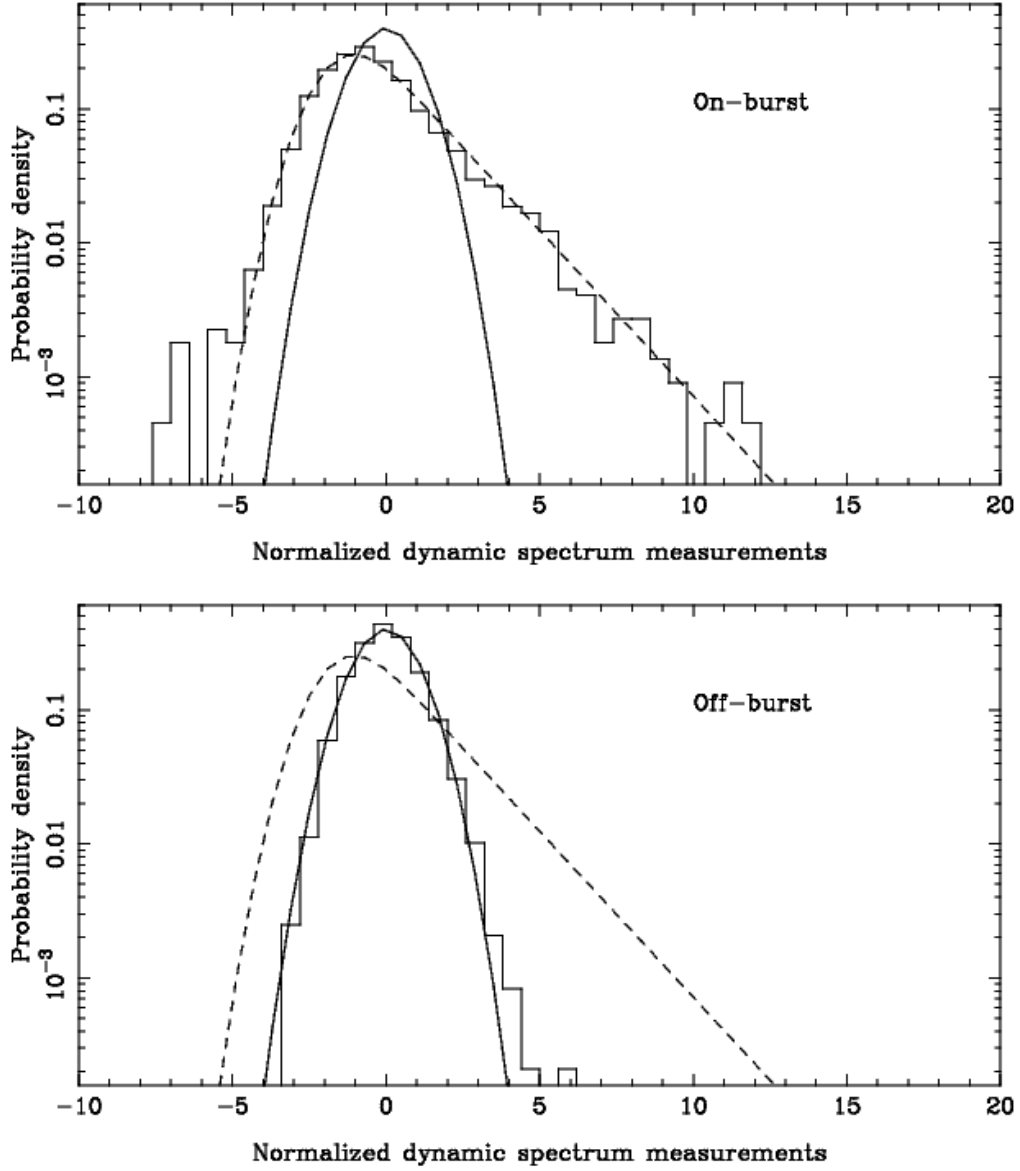 Probability density
0.1
0.01
10⁻³
On-burst
-10 -5 0 5 10 15 20
Normalized dynamic spectrum measurements
Probability density
0.1
0.01
10⁻³
Off-burst
-10 -5 0 5 10 15 20
Normalized dynamic spectrum measurements